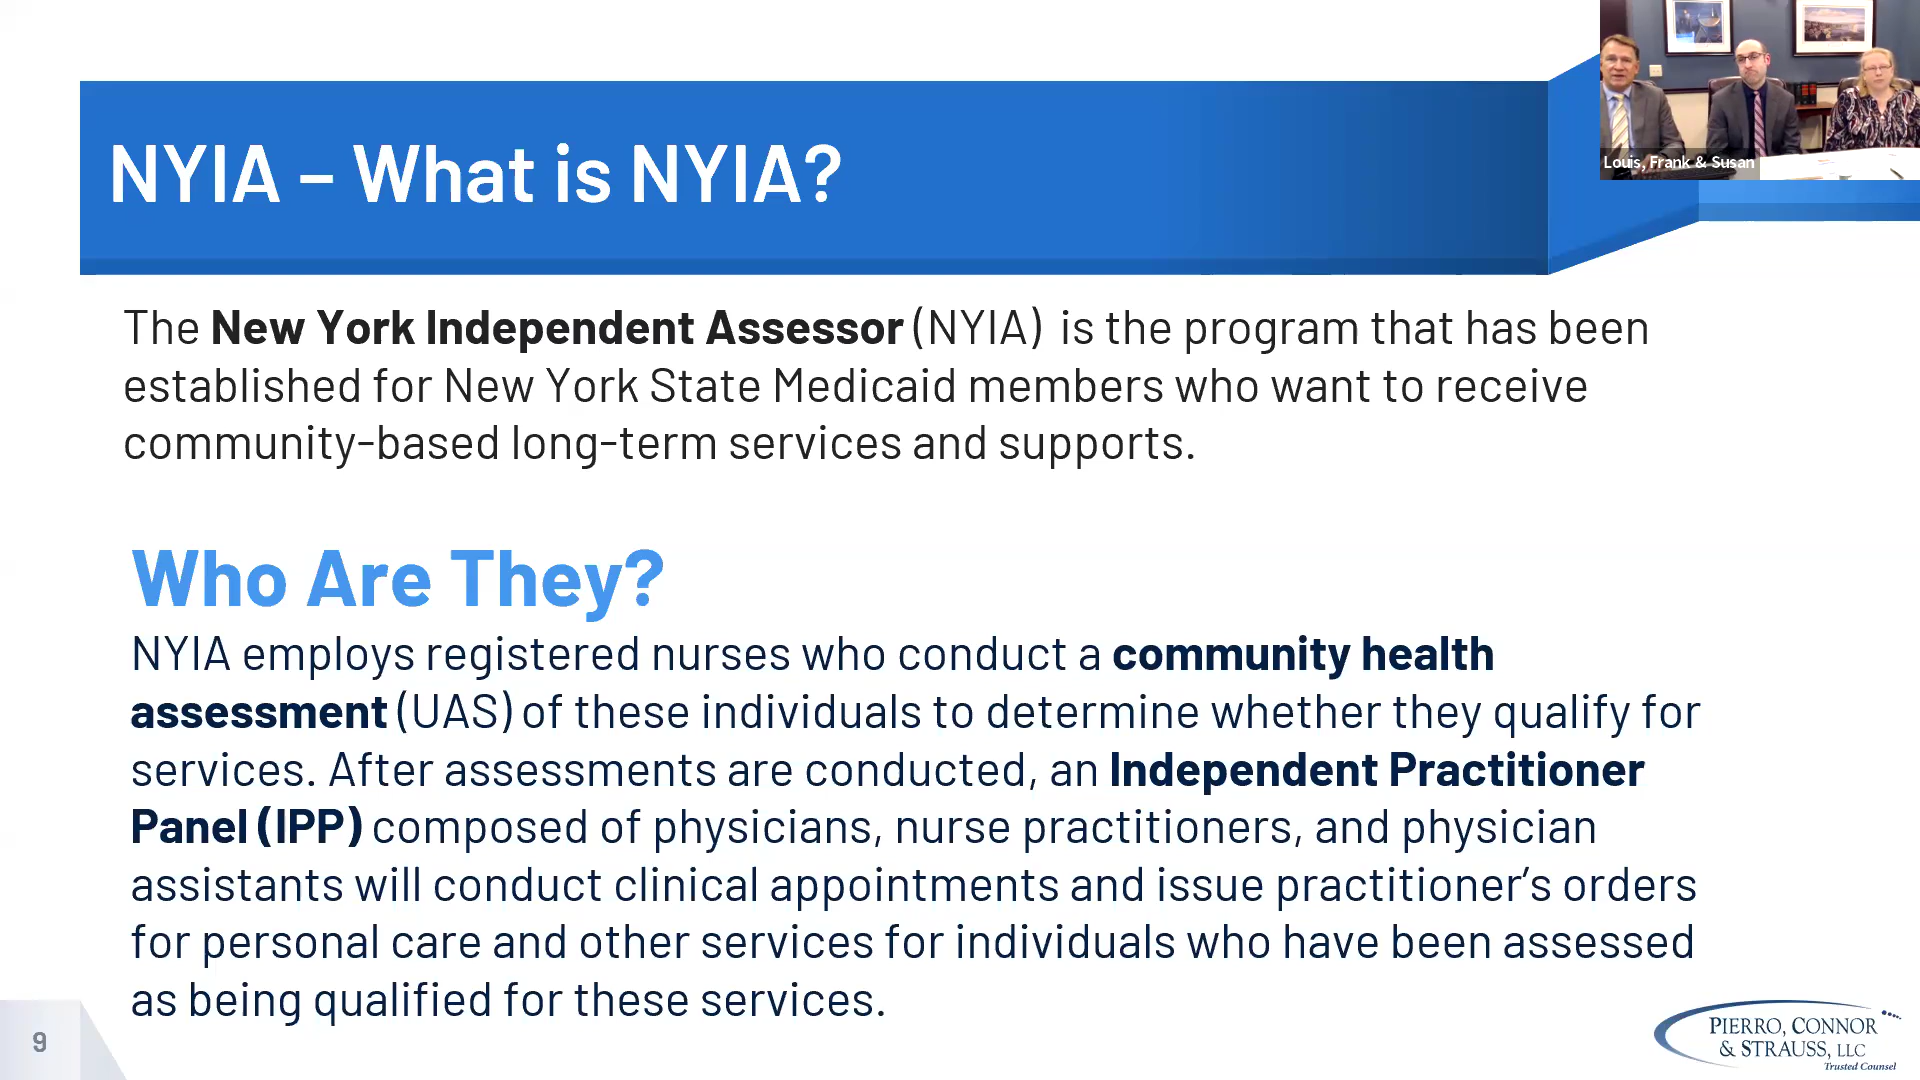 NYIA – What is NYIA?
Louis, Frank & Susan
The New York Independent Assessor (NYIA) is the program that has been
established for New York State Medicaid members who want to receive
community-based long-term services and supports.
Who Are They?
NYIA employs registered nurses who conduct a community health
assessment (UAS) of these individuals to determine whether they qualify for
services. After assessments are conducted, an Independent Practitioner
Panel (IPP) composed of physicians, nurse practitioners, and physician
assistants will conduct clinical appointments and issue practitioner’s orders
for personal care and other services for individuals who have been assessed
as being qualified for these services.
9
PIERRO, CONNOR
& STRAUSS, LLC
Trusted Counsel